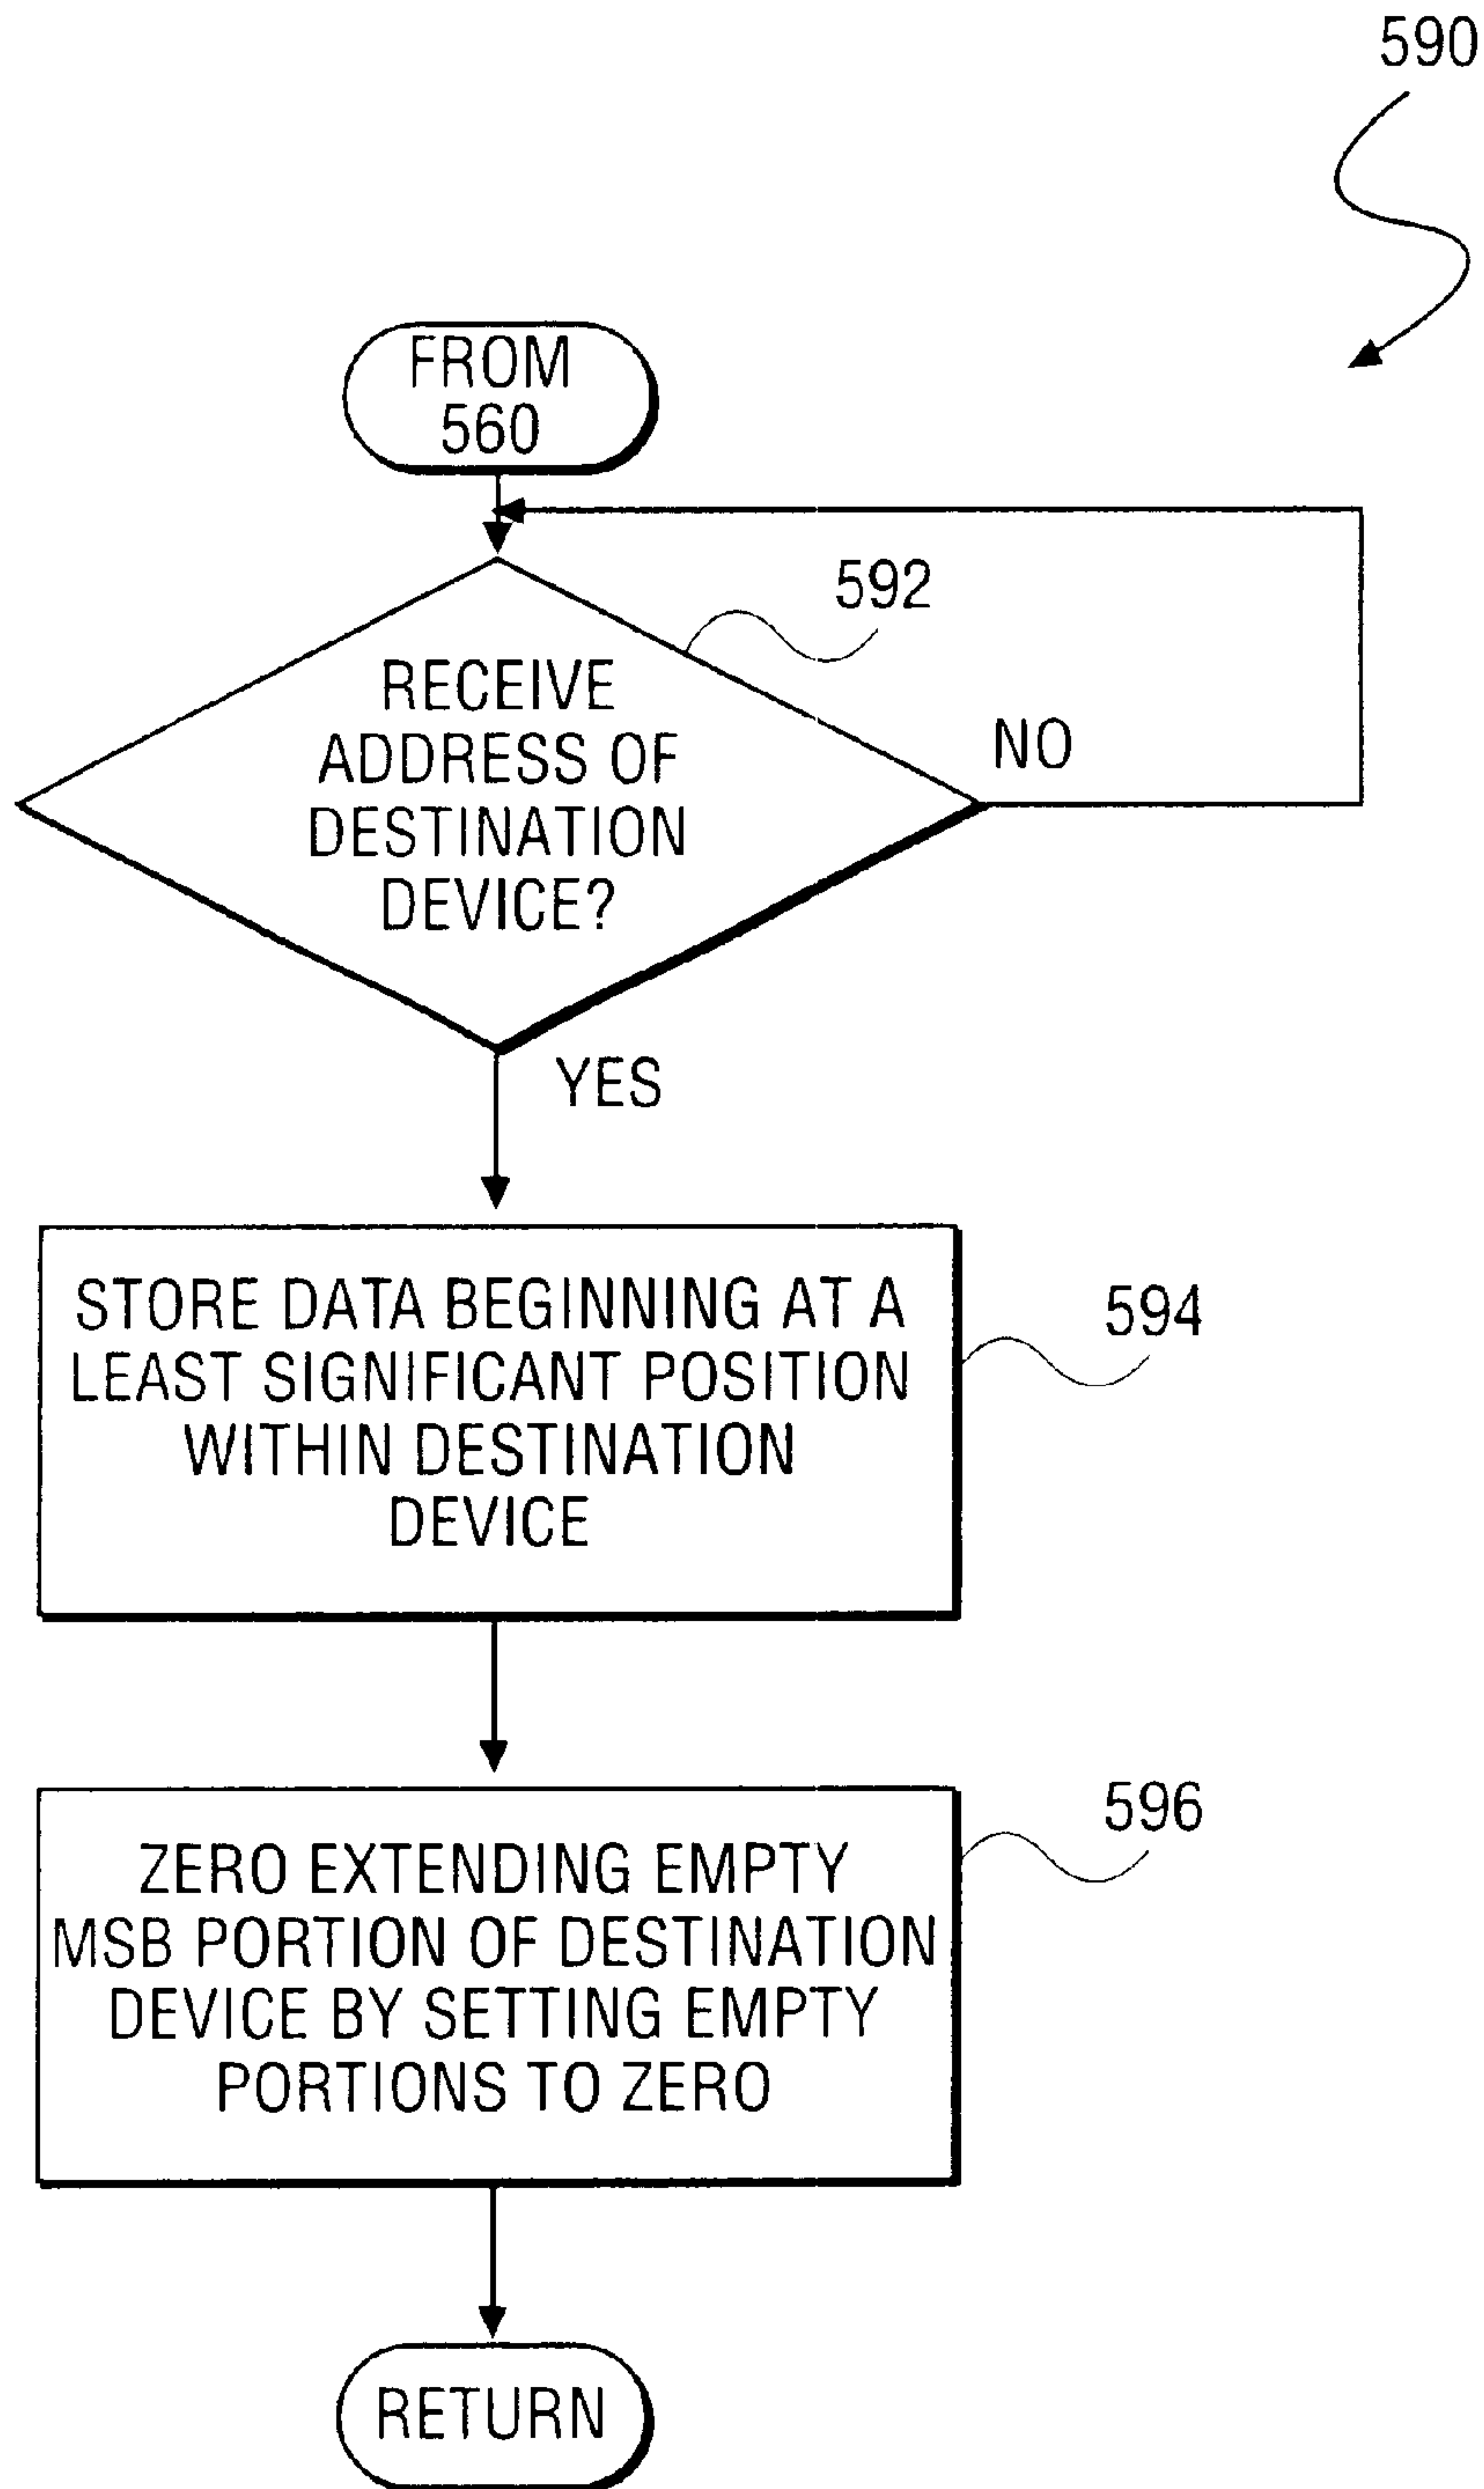 590
FROM
560
592
RECEIVE
ADDRESS OF
DESTINATION
DEVICE?
NO
YES
STORE DATA BEGINNING AT A
LEAST SIGNIFICANT POSITION
WITHIN DESTINATION
DEVICE
594
ZERO EXTENDING EMPTY
MSB PORTION OF DESTINATION
DEVICE BY SETTING EMPTY
PORTIONS TO ZERO
596
RETURN